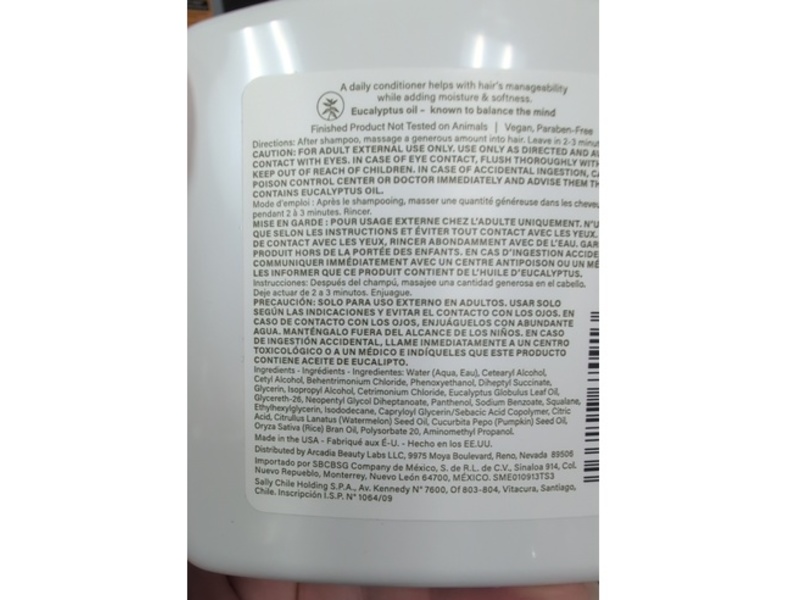 A daily conditioner helps with hair's manageability
while adding moisture & softness.
Eucalyptus oil – known to balance the mind
Finished Product Not Tested on Animals | Vegan, Paraben-Free
Directions: After shampoo, massage a generous amount into hair. Leave in 2-3
CAUTION: FOR ADULT EXTERNAL USE ONLY. USE ONLY AS DIRECTED AND
CONTACT WITH EYES. IN CASE OF EYE CONTACT, FLUSH THOROUGHLY
KEEP OUT OF REACH OF CHILDREN. IN CASE OF ACCIDENTAL INGESTION,
POISON CONTROL CENTER OR DOCTOR IMMEDIATELY AND ADVISE THEM
CONTAINS EUCALYPTUS OIL.
Mode d'emploi : Après le shampooing, masser une quantité généreuse dans les
pendant 2 à 3 minutes. Rincer.
MISE EN GARDE : POUR USAGE EXTERNE CHEZ L'ADULTE UNIQUEMENT.
QUE SELON LES INSTRUCTIONS ET ÉVITER TOUT CONTACT AVEC LES YEUX.
DE CONTACT AVEC LES YEUX, RINCER ABONDAMMENT AVEC DE L'EAU.
PRODUIT HORS DE LA PORTÉE DES ENFANTS. EN CAS D'INGESTION
COMMUNIQUER IMMÉDIATEMENT AVEC UN CENTRE ANTIPOISON OU UN
LES INFORMER QUE CE PRODUIT CONTIENT DE L'HUILE D'EUCALYPTUS.
Instrucciones: Después del champú, masajee una cantidad generosa en el cabello.
Deje actuar de 2 a 3 minutos. Enjuague.
PRECAUCIÓN: SOLO PARA USO EXTERNO EN ADULTOS. USAR SOLO
SEGÚN LAS INDICACIONES Y EVITAR EL CONTACTO CON LOS OJOS. EN
CASO DE CONTACTO CON LOS OJOS, ENJUÁGUELOS CON ABUNDANTE
AGUA. MANTÉNGALO FUERA DEL ALCANCE DE LOS NIÑOS. EN CASO
DE INGESTIÓN ACCIDENTAL, LLAME INMEDIATAMENTE A UN CENTRO
TOXICOLÓGICO O A UN MÉDICO E INDÍQUELES QUE ESTE PRODUCTO
CONTIENE ACEITE DE EUCALIPTO.
Ingredients - Ingrédients - Ingredientes: Water (Aqua, Eau), Cetearyl Alcohol,
Cetyl Alcohol, Behentrimonium Chloride, Phenoxyethanol, Diheptyl Succinate,
Glycerin, Isopropyl Alcohol, Cetrimonium Chloride, Eucalyptus Globulus Leaf Oil,
Glycereth-26, Neopentyl Glycol Diheptanoate, Panthenol, Sodium Benzoate, Squalane,
Ethylhexylglycerin, Isododecane, Capryloyl Glycerin/Sebacic Acid Copolymer, Citric
Acid, Citrullus Lanatus (Watermelon) Seed Oil, Cucurbita Pepo (Pumpkin) Seed Oil,
Oryza Sativa (Rice) Bran Oil, Polysorbate 20, Aminomethyl Propanol.
Made in the USA - Fabriqué aux É-U. - Hecho en los EE.UU.
Distributed by Arcadia Beauty Labs LLC, 9975 Moya Boulevard, Reno, Nevada 89506
Importado por SBCBSG Company de México, S. de R.L. de C.V., Sinaloa 914, Col.
Nuevo Repueblo, Monterrey, Nuevo León 64700, MÉXICO. SME010913TS3
Sally Chile Holding S.P.A., Av. Kennedy N° 7600, Of 803-804, Vitacura, Santiago,
Chile. Inscripción I.S.P. N° 1064/09